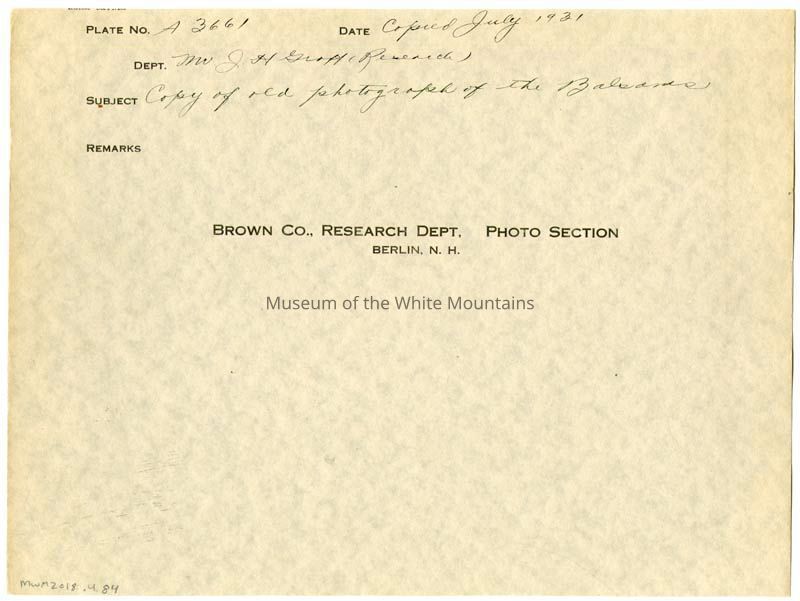 PLATE NO. A 3661 DATE Copied July 1931
DEPT. Mr J. H Graff (Research)
SUBJECT Copy of old photograph of the Balsams
REMARKS
BROWN CO., RESEARCH DEPT. PHOTO SECTION
BERLIN, N. H.
Museum of the White Mountains
MWM2018.4.84